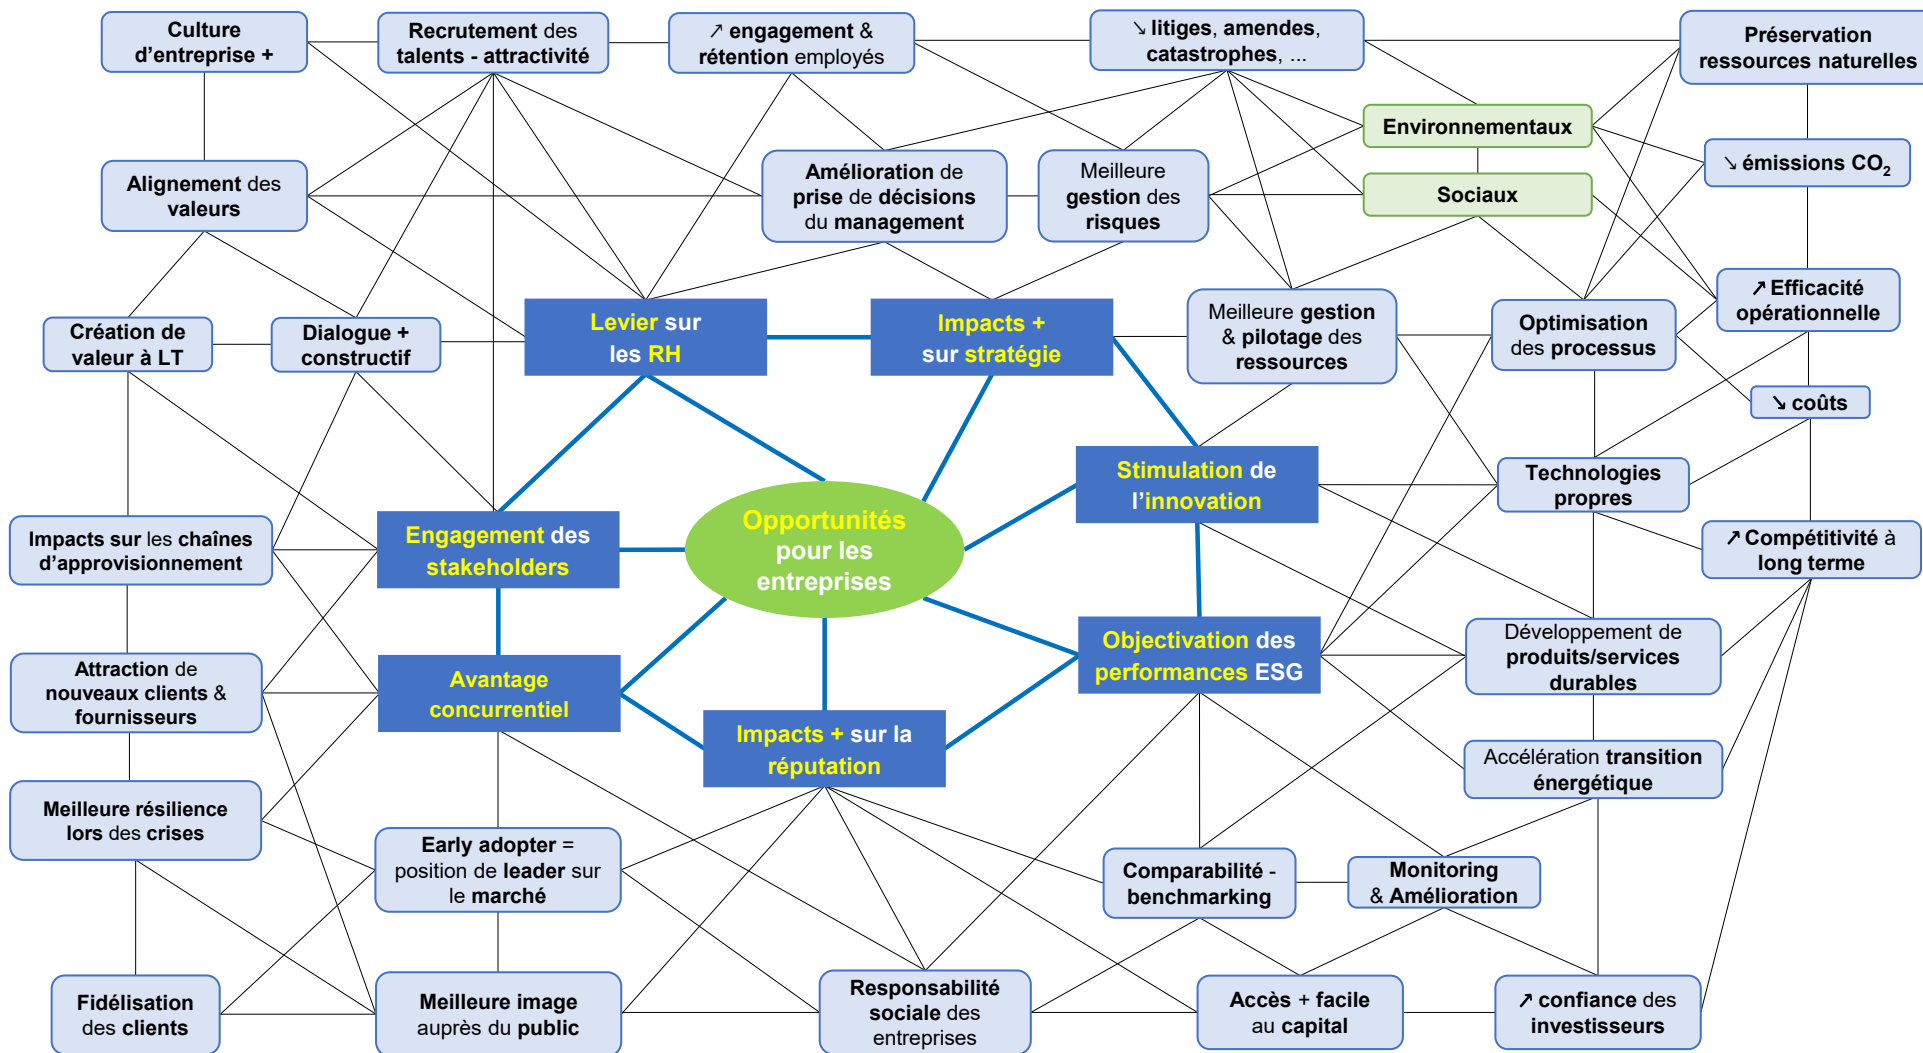 Culture
d’entreprise +
Recrutement des
talents - attractivité
↗ engagement &
rétention employés
↘ litiges, amendes,
catastrophes, ...
Préservation
ressources naturelles
Environnementaux
Sociaux
↘ émissions CO₂
Alignement des
valeurs
Amélioration de
prise de décisions
du management
Meilleure
gestion des
risques
↗ Efficacité
opérationnelle
Création de
valeur à LT
Dialogue +
constructif
Levier sur
les RH
Impacts +
sur stratégie
Meilleure gestion
& pilotage des
ressources
Optimisation
des processus
↘ coûts
Stimulation de
l’innovation
Technologies
propres
Impacts sur les chaînes
d’approvisionnement
Engagement des
stakeholders
Opportunités
pour les
entreprises
↗ Compétitivité à
long terme
Attraction de
nouveaux clients &
fournisseurs
Avantage
concurrentiel
Impacts + sur la
réputation
Objectivation des
performances ESG
Développement de
produits/services
durables
Accélération transition
énergétique
Meilleure résilience
lors des crises
Early adopter =
position de leader sur
le marché
Comparabilité -
benchmarking
Monitoring
& Amélioration
Fidélisation
des clients
Meilleure image
auprès du public
Responsabilité
sociale des
entreprises
Accès + facile
au capital
↗ confiance des
investisseurs